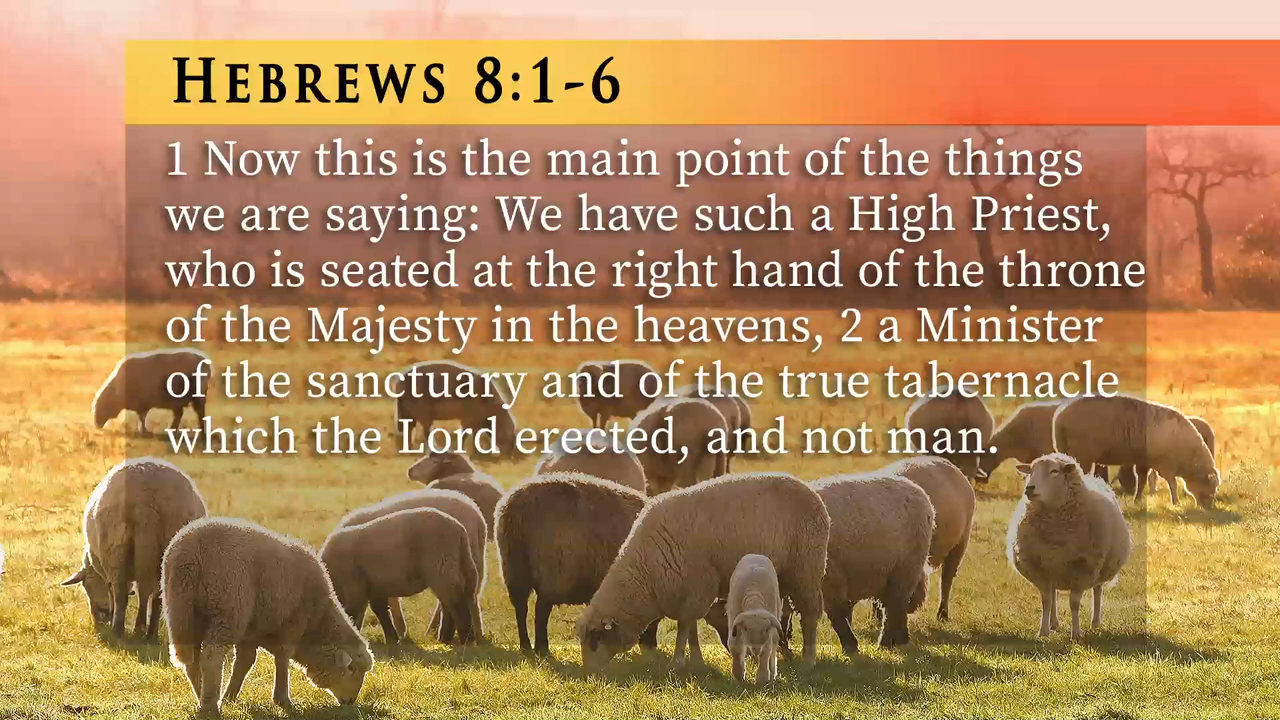 Hebrews 8:1-6
1 Now this is the main point of the things
we are saying: We have such a High Priest,
who is seated at the right hand of the throne
of the Majesty in the heavens, 2 a Minister
of the sanctuary and of the true tabernacle
which the Lord erected, and not man.